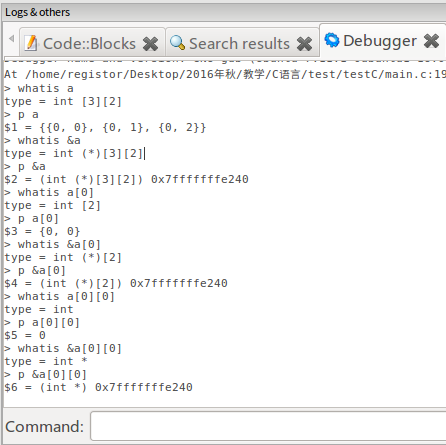 Logs & others
Code::Blocks
Search results
Debugger
At /home/registor/Desktop/2016年秋/教学/C语言/test/testC/main.c:19
> whatis a
type = int [3][2]
> p a
$1 = {{0, 0}, {0, 1}, {0, 2}}
> whatis &a
type = int (*)[3][2]
> p &a
$2 = (int (*)[3][2]) 0x7fffffffe240
> whatis a[0]
type = int [2]
> p a[0]
$3 = {0, 0}
> whatis &a[0]
type = int (*)[2]
> p &a[0]
$4 = (int (*)[2]) 0x7fffffffe240
> whatis a[0][0]
type = int
> p a[0][0]
$5 = 0
> whatis &a[0][0]
type = int *
> p &a[0][0]
$6 = (int *) 0x7fffffffe240
Command: